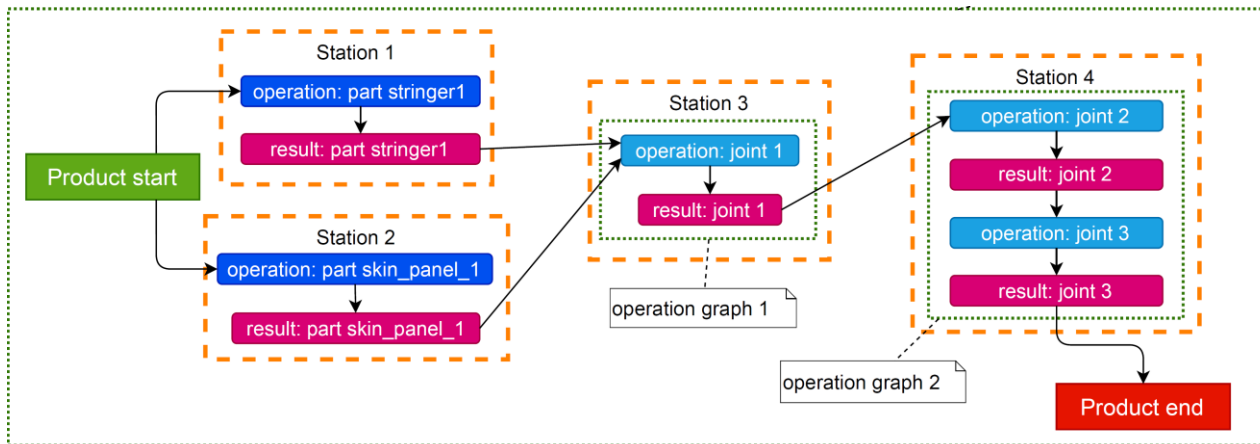 Product start
Station 1
operation: part stringer1
result: part stringer1
Station 2
operation: part skin_panel_1
result: part skin_panel_1
Station 3
operation: joint 1
result: joint 1
operation graph 1
Station 4
operation: joint 2
result: joint 2
operation: joint 3
result: joint 3
operation graph 2
Product end